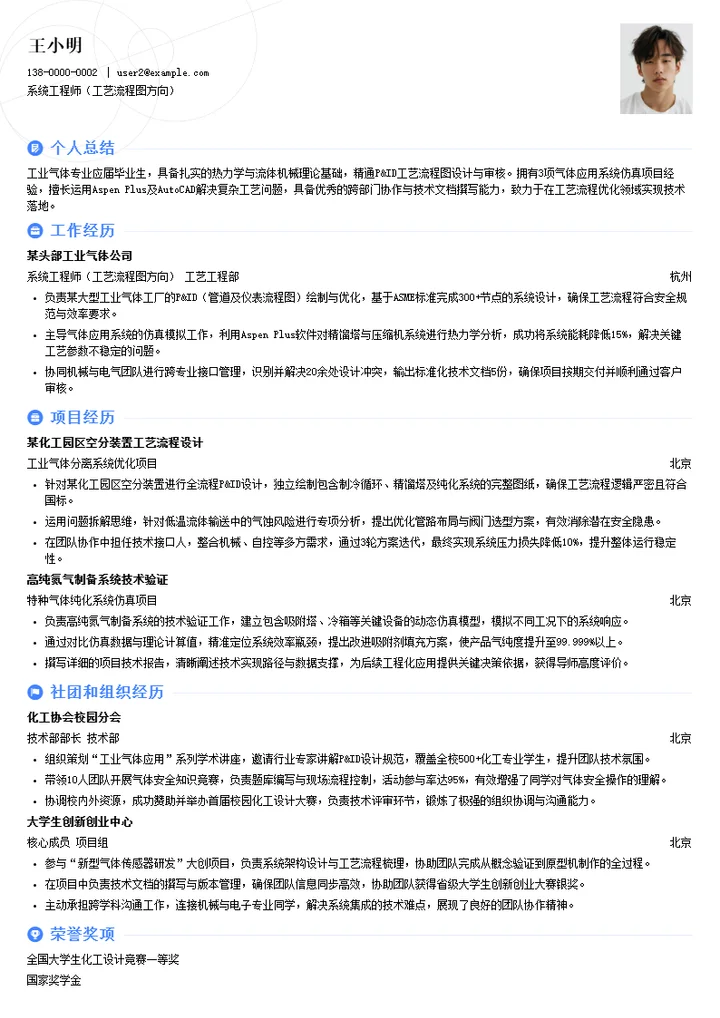 王小明
138-0000-0002 | user2@example.com
系统工程师（工艺流程图方向）
个人总结
工业气体专业应届毕业生，具备扎实的热力学与流体机械理论基础，精通P&ID工艺流程图设计与审核。拥有3项气体应用系统仿真项目经
验，擅长运用Aspen Plus及AutoCAD解决复杂工艺问题，具备优秀的跨部门协作与技术文档撰写能力，致力于在工艺流程优化领域实现技术
落地。
工作经历
某头部工业气体公司
系统工程师（工艺流程图方向） 工艺工程部 杭州
• 负责某大型工业气体工厂的P&ID（管道及仪表流程图）绘制与优化，基于ASME标准完成300+节点的系统设计，确保工艺流程符合安全规
范与效率要求。
• 主导气体应用系统的仿真模拟工作，利用Aspen Plus软件对精馏塔与压缩机系统进行热力学分析，成功将系统能耗降低15%，解决关键
工艺参数不稳定的问题。
• 协同机械与电气团队进行跨专业接口管理，识别并解决20余处设计冲突，输出标准化技术文档5份，确保项目按期交付并顺利通过客户
审核。
项目经历
某化工园区空分装置工艺流程设计
工业气体分离系统优化项目 北京
• 针对某化工园区空分装置进行全流程P&ID设计，独立绘制包含制冷循环、精馏塔及纯化系统的完整图纸，确保工艺流程逻辑严密且符合
国标。
• 运用问题拆解思维，针对低温流体输送中的气蚀风险进行专项分析，提出优化管路布局与阀门选型方案，有效消除潜在安全隐患。
• 在团队协作中担任技术接口人，整合机械、自控等多方需求，通过3轮方案迭代，最终实现系统压力损失降低10%，提升整体运行稳定
性。
高纯氮气制备系统技术验证
特种气体纯化系统仿真项目 北京
• 负责高纯氮气制备系统的技术验证工作，建立包含吸附塔、冷箱等关键设备的动态仿真模型，模拟不同工况下的系统响应。
• 通过对比仿真数据与理论计算值，精准定位系统效率瓶颈，提出改进吸附剂填充方案，使产品气纯度提升至99.999%以上。
• 撰写详细的项目技术报告，清晰阐述技术实现路径与数据支撑，为后续工程化应用提供关键决策依据，获得导师高度评价。
社团和组织经历
化工协会校园分会
技术部部长 技术部 北京
• 组织策划“工业气体应用”系列学术讲座，邀请行业专家讲解P&ID设计规范，覆盖全校500+化工专业学生，提升团队技术氛围。
• 带领10人团队开展气体安全知识竞赛，负责题库编写与现场流程控制，活动参与率达95%，有效增强了同学对气体安全操作的理解。
• 协调校内外资源，成功赞助并举办首届校园化工设计大赛，负责技术评审环节，锻炼了极强的组织协调与沟通能力。
大学生创新创业中心
核心成员 项目组 北京
• 参与“新型气体传感器研发”大创项目，负责系统架构设计与工艺流程梳理，协助团队完成从概念验证到原型机制作的全过程。
• 在项目中负责技术文档的撰写与版本管理，确保团队信息同步高效，协助团队获得省级大学生创新创业大赛银奖。
• 主动承担跨学科沟通工作，连接机械与电子专业同学，解决系统集成的技术难点，展现了良好的团队协作精神。
荣誉奖项
全国大学生化工设计竞赛一等奖
国家奖学金